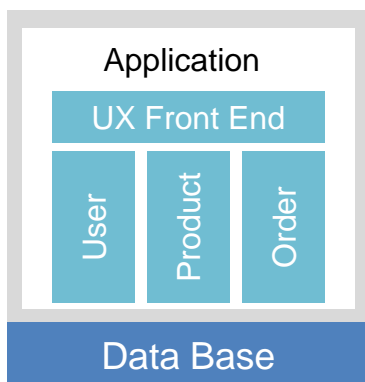 Application
UX Front End
User
Product
Order
Data Base